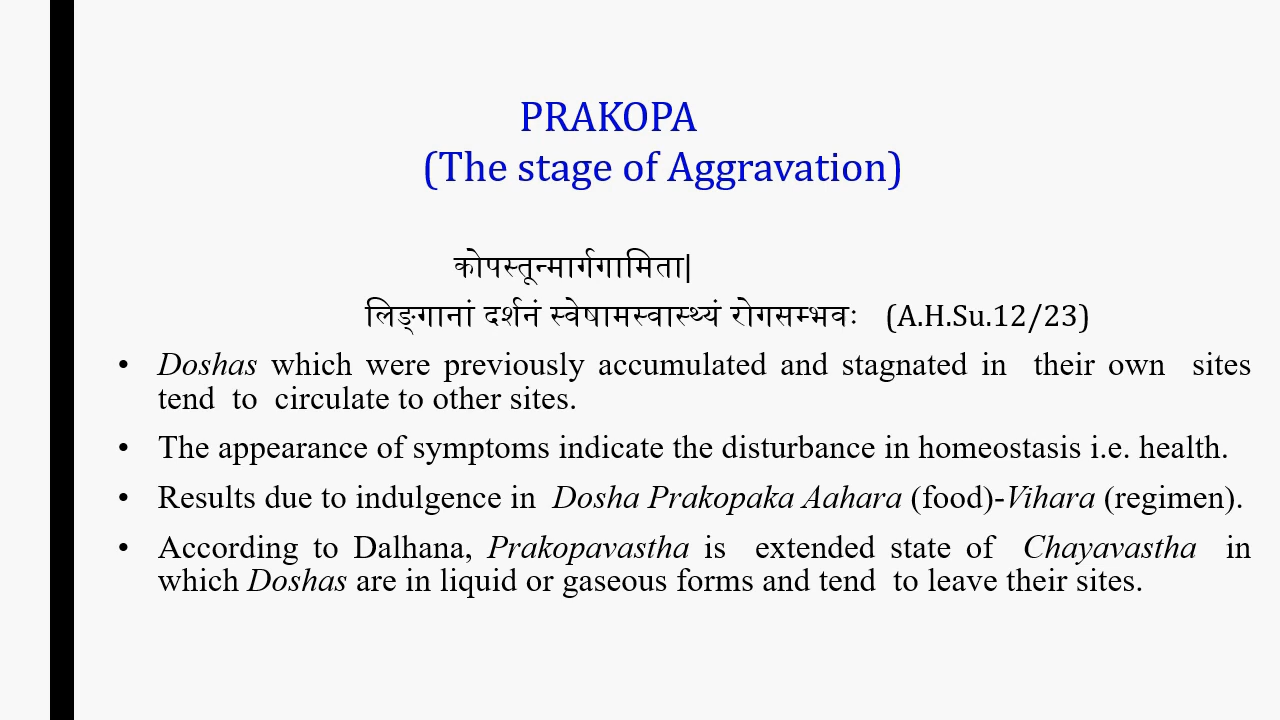 PRAKOPA
(The stage of Aggravation)
कोपस्तून्मार्गगामिता|
लिङ्गानां दर्शनं स्वेषामस्वास्थ्यं रोगसम्भवः (A.H.Su.12/23)
• Doshas which were previously accumulated and stagnated in their own sites
tend to circulate to other sites.
• The appearance of symptoms indicate the disturbance in homeostasis i.e. health.
• Results due to indulgence in Dosha Prakopaka Aahara (food)-Vihara (regimen).
• According to Dalhana, Prakopavastha is extended state of Chayavastha in
which Doshas are in liquid or gaseous forms and tend to leave their sites.